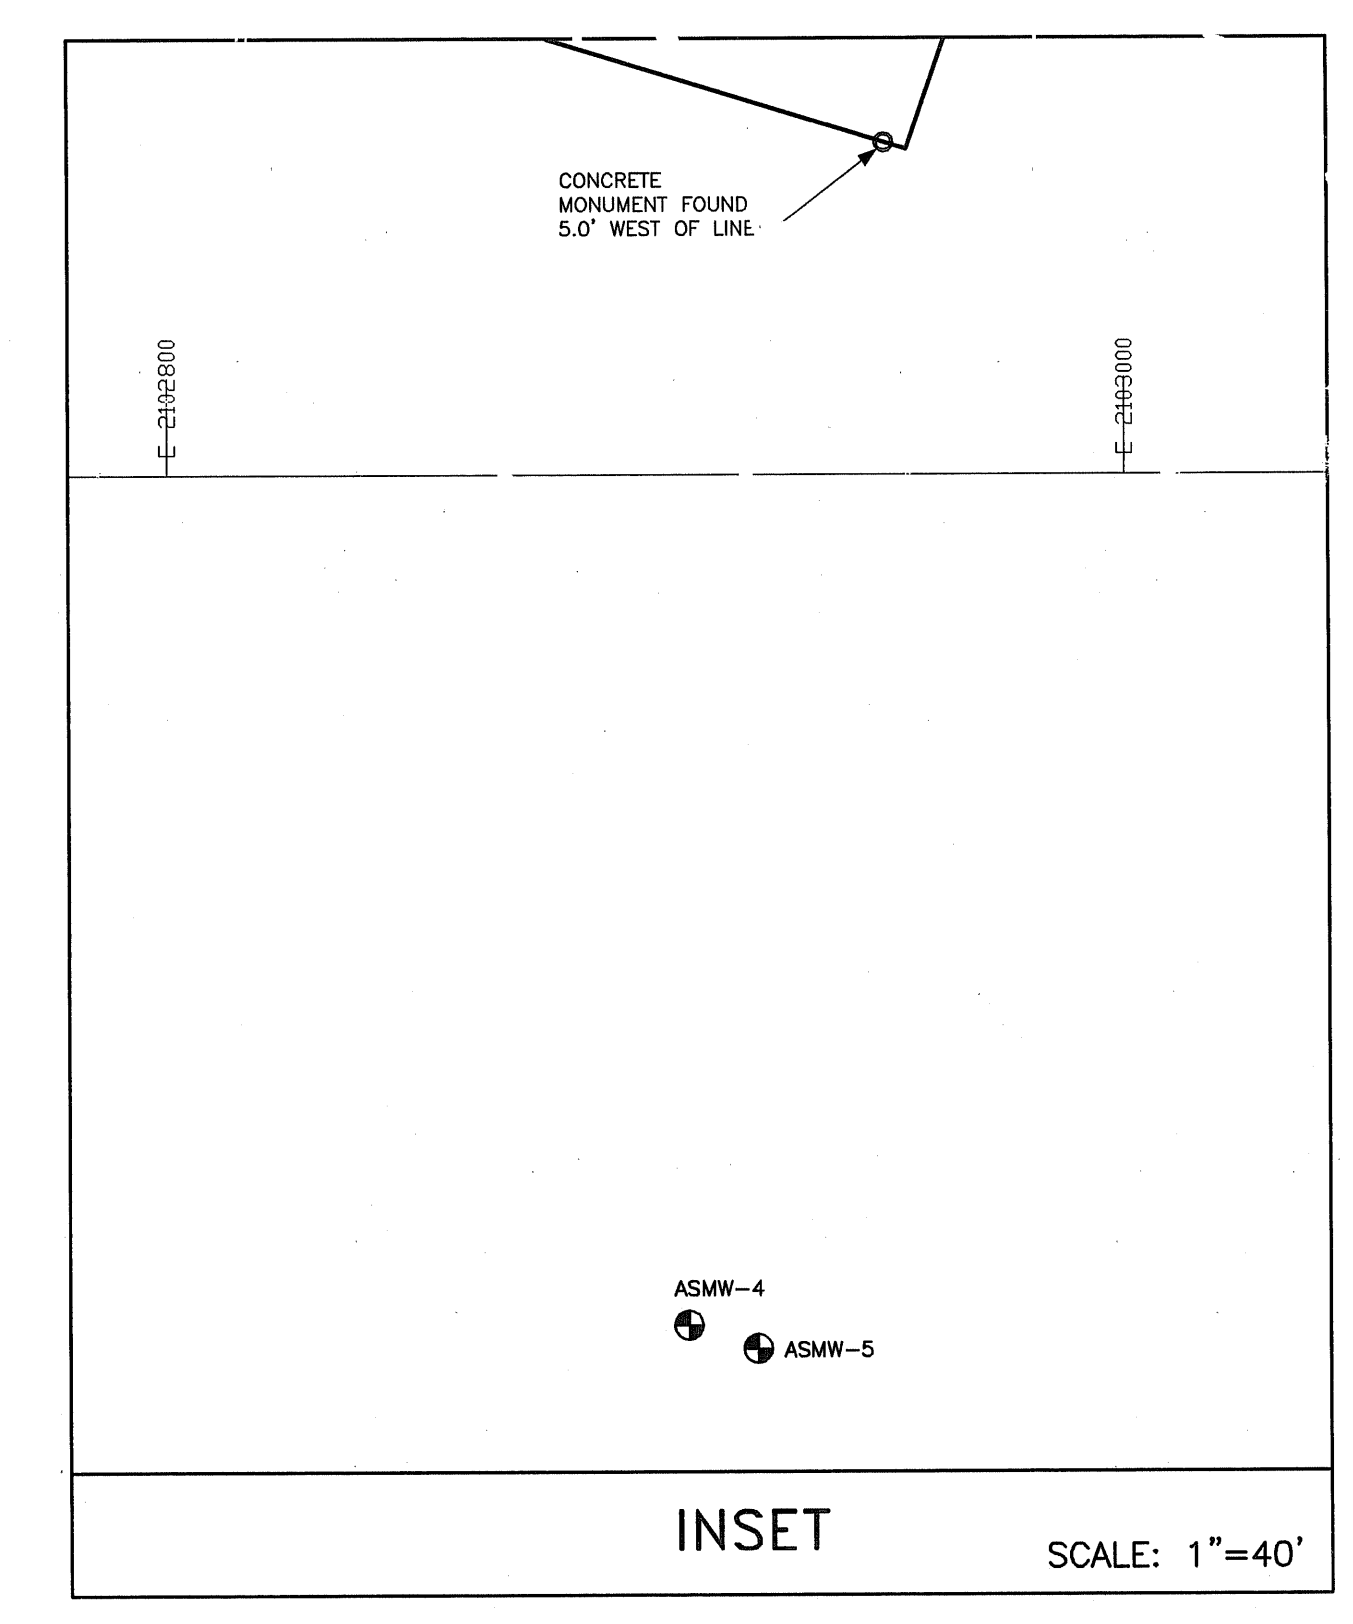 CONCRETE
MONUMENT FOUND
5.0' WEST OF LINE
E 2102800
E 2103000
ASMW-4
ASMW-5
INSET
SCALE: 1"=40'